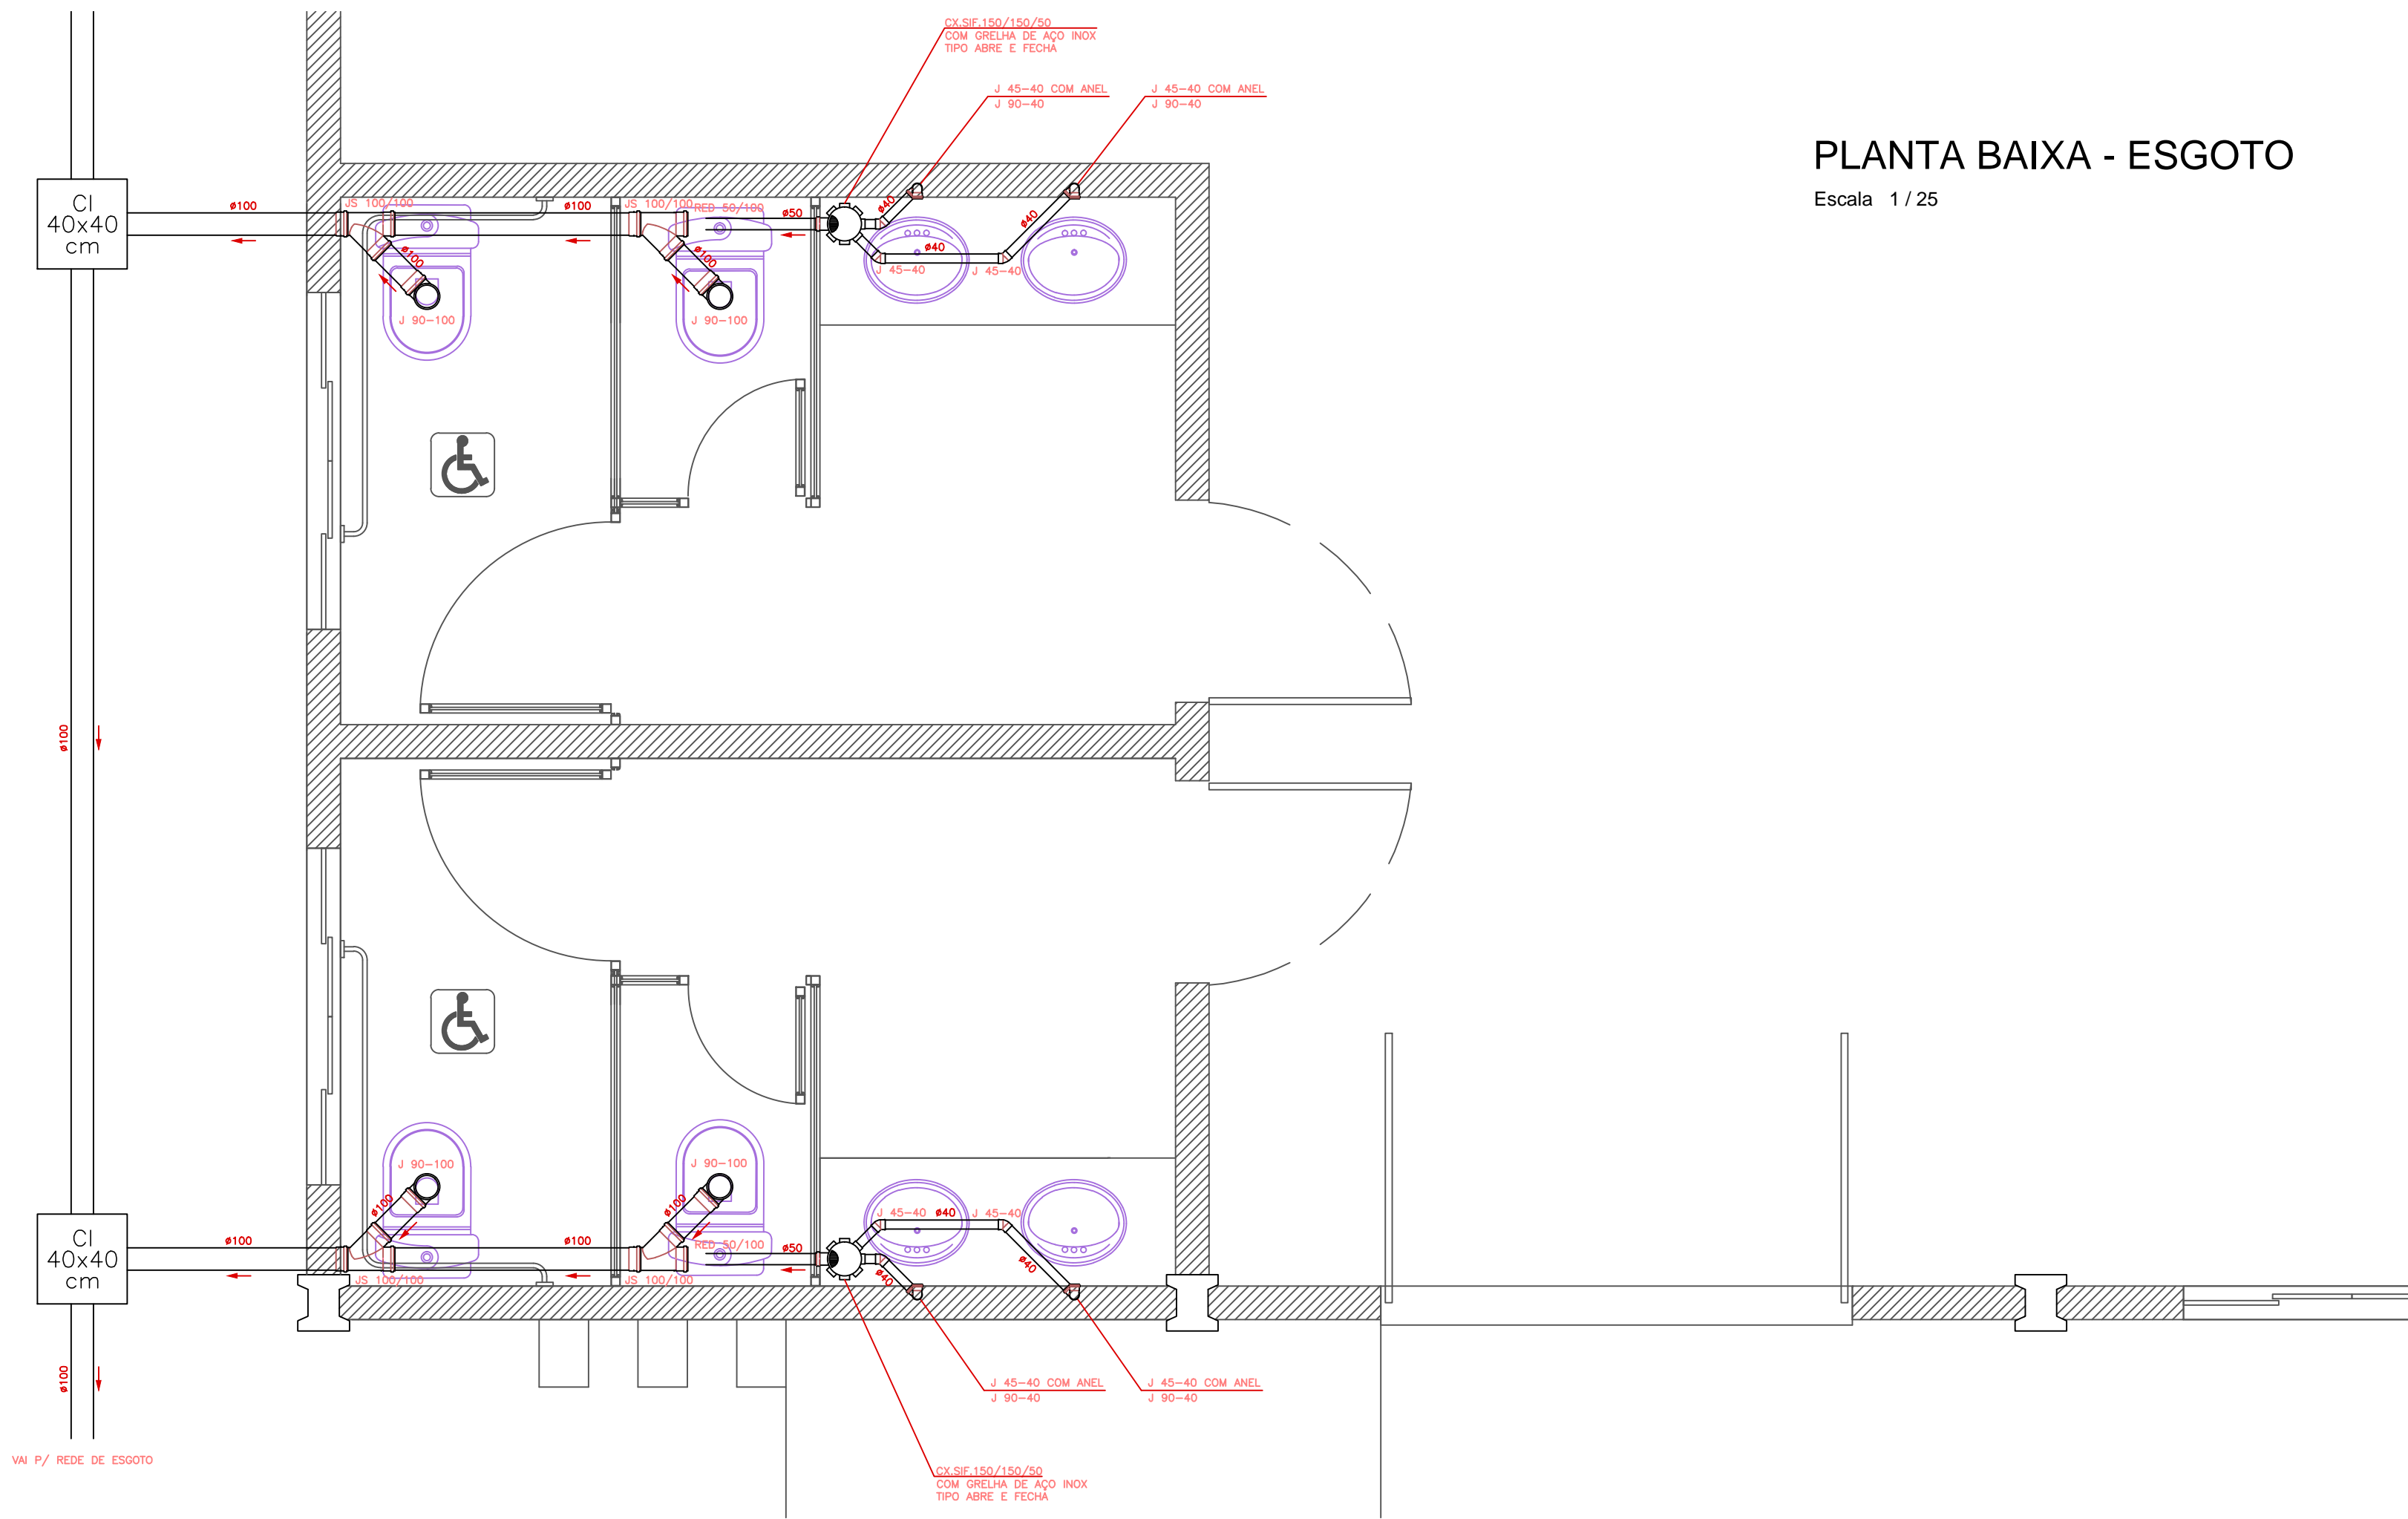 CX.SIF.150/150/50
COM GRELHA DE AÇO INOX
TIPO ABRE E FECHA
J 45-40 COM ANEL
J 90-40
J 45-40 COM ANEL
J 90-40
PLANTA BAIXA - ESGOTO
Escala 1 / 25
CI
40x40
cm
ø100
JS 100/100
ø100
JS 100/100
RED 50/100
ø50
ø40
ø40
ø40
J 45-40
J 45-40
ø100
ø100
J 90-100
J 90-100
ø100
J 90-100
J 90-100
ø100
ø100
J 45-40
ø40
J 45-40
CI
40x40
cm
ø100
ø100
RED 50/100
ø50
ø40
ø40
JS 100/100
JS 100/100
ø100
J 45-40 COM ANEL
J 90-40
J 45-40 COM ANEL
J 90-40
VAI P/ REDE DE ESGOTO
CX.SIF.150/150/50
COM GRELHA DE AÇO INOX
TIPO ABRE E FECHA